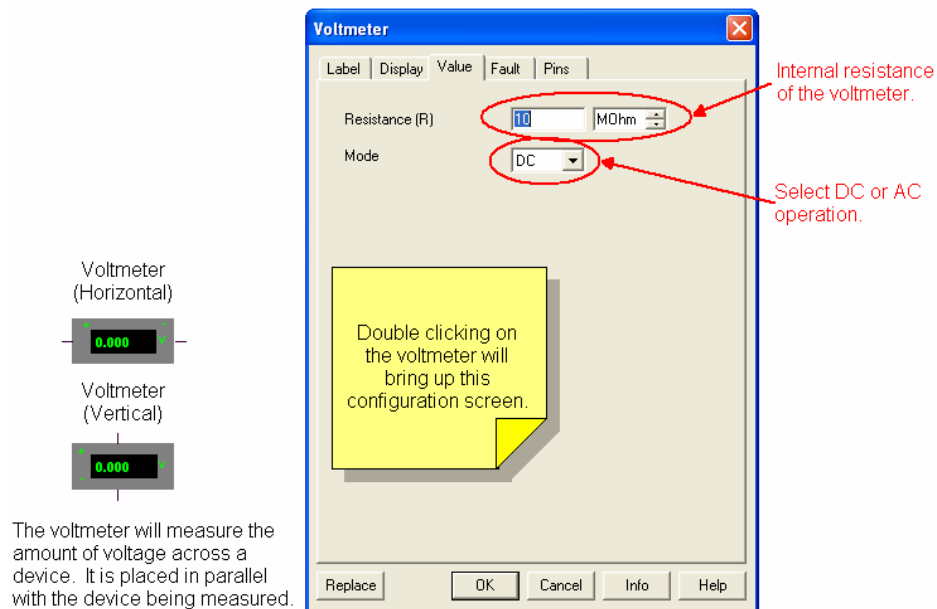 Voltmeter
Label Display Value Fault Pins
Resistance (R) 10 MOhm
Mode DC
Internal resistance
of the voltmeter.
Select DC or AC
operation.
Voltmeter
(Horizontal)
+ -
0.000 V
Voltmeter
(Vertical)
+
0.000 V
-
Double clicking on
the voltmeter will
bring up this
configuration screen.
The voltmeter will measure the
amount of voltage across a
device. It is placed in parallel
with the device being measured.
Replace OK Cancel Info Help